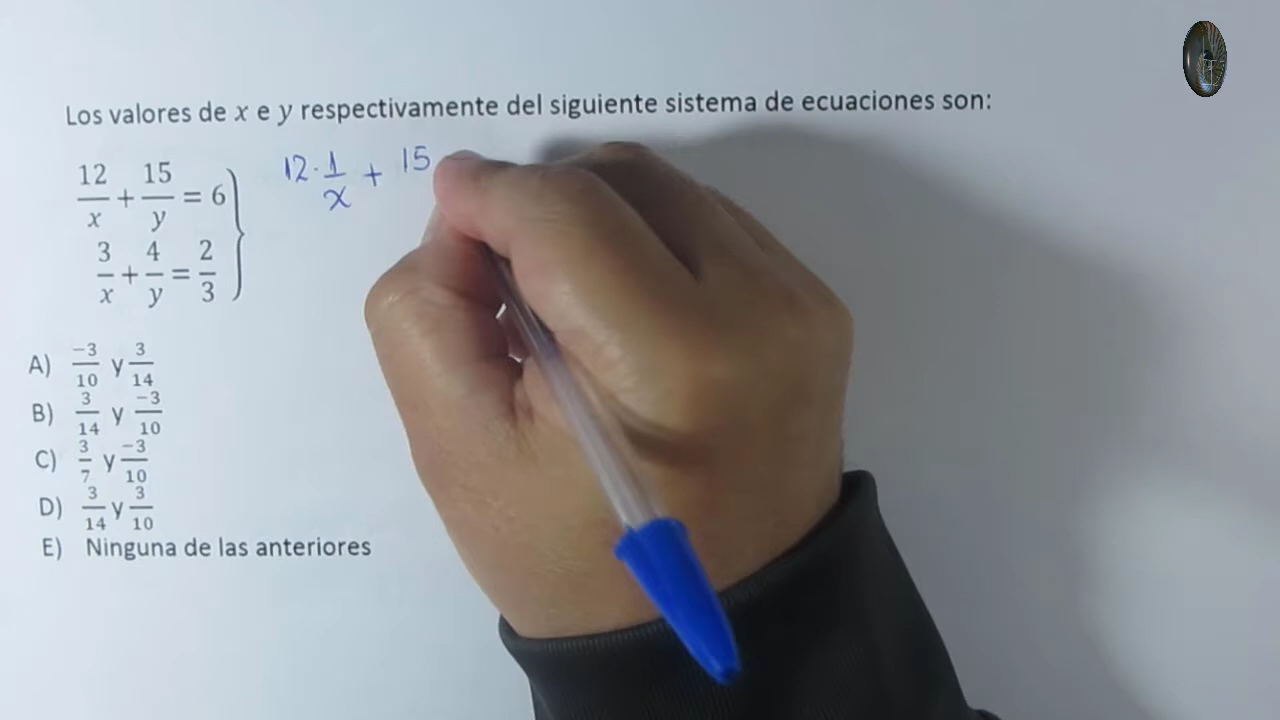 Los valores de x e y respectivamente del siguiente sistema de ecuaciones son:
12/x + 15/y = 6
3/x + 4/y = 2/3
12 · 1/x + 15
A) -3/10 y 3/14
B) 3/14 y -3/10
C) 3/7 y -3/10
D) 3/14 y 3/10
E) Ninguna de las anteriores